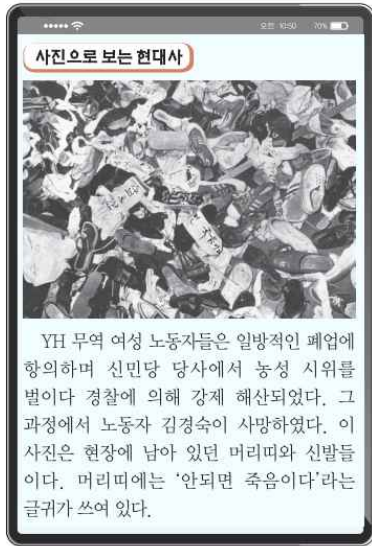 오전 10:50 70%
사진으로 보는 현대사
YH 무역 여성 노동자들은 일방적인 폐업에
항의하며 신민당 당사에서 농성 시위를
벌이다 경찰에 의해 강제 해산되었다. 그
과정에서 노동자 김경숙이 사망하였다. 이
사진은 현장에 남아 있던 머리띠와 신발들
이다. 머리띠에는 ‘안되면 죽음이다’라는
글귀가 쓰여 있다.